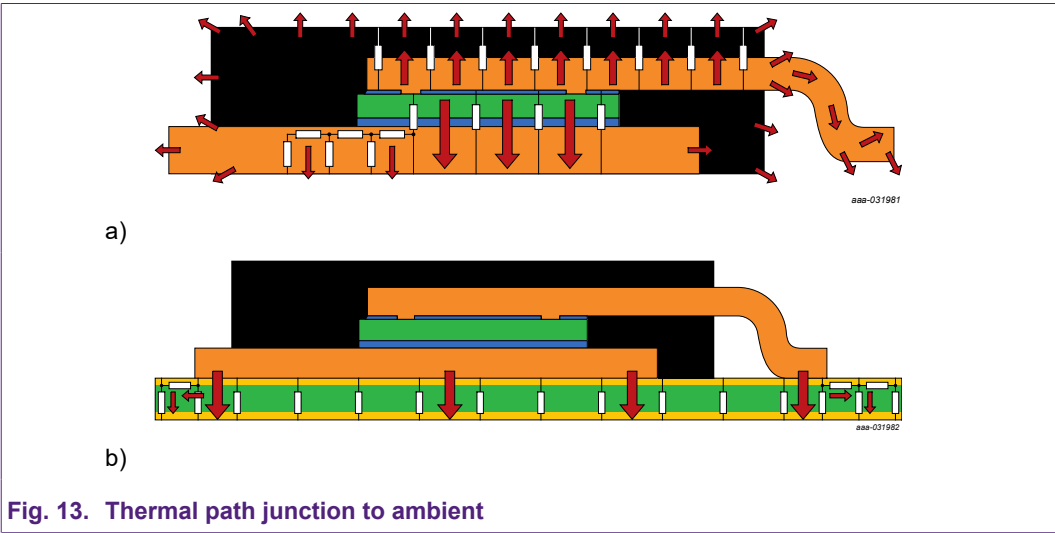 aaa-031981
a)
aaa-031982
b)
Fig. 13. Thermal path junction to ambient